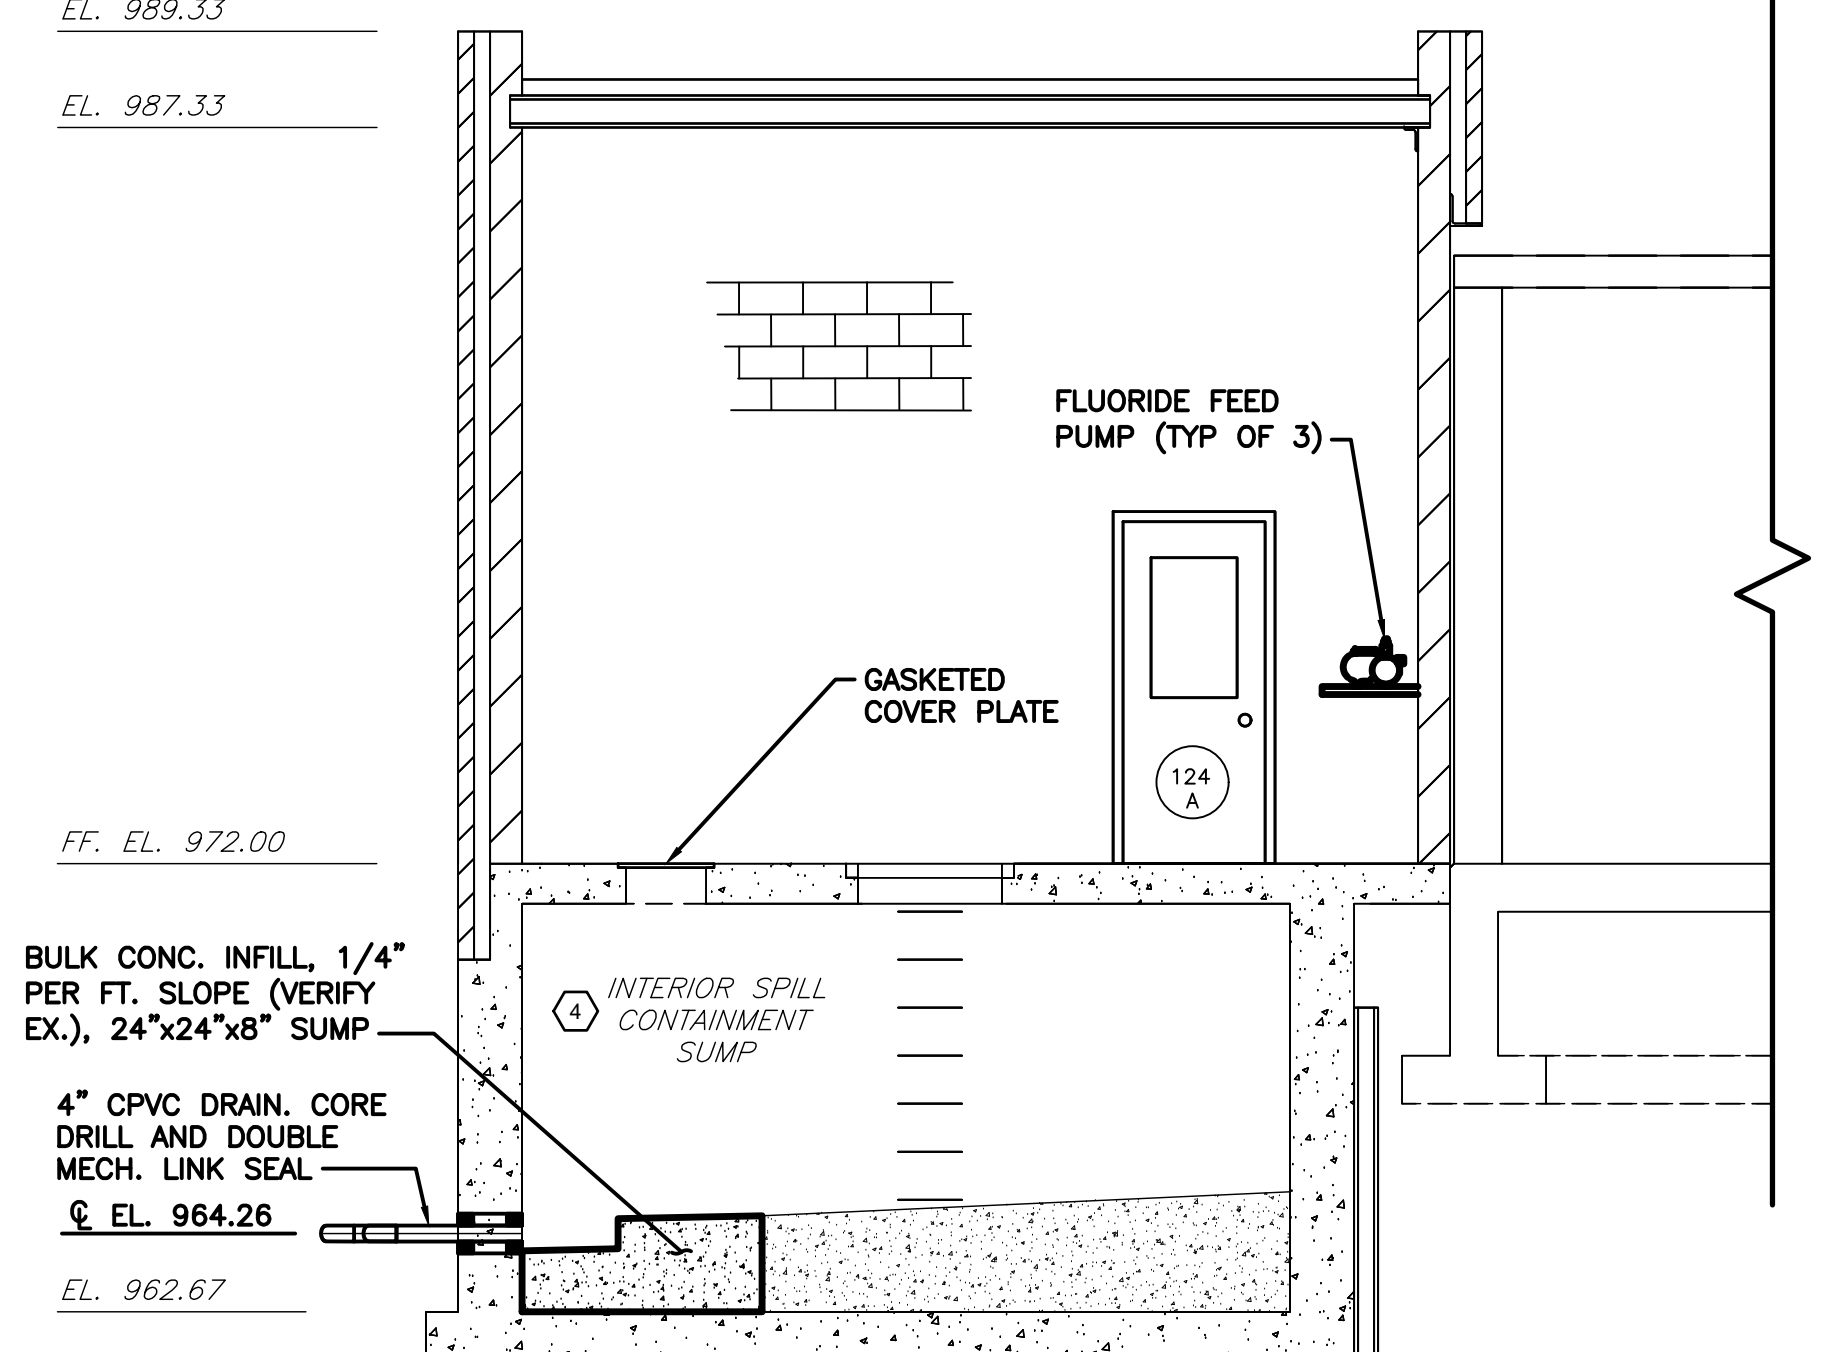 EL. 989.33
EL. 987.33
FLUORIDE FEED
PUMP (TYP OF 3)
GASKETED
COVER PLATE
124
A
FF. EL. 972.00
BULK CONC. INFILL, 1/4"
PER FT. SLOPE (VERIFY
EX.), 24"x24"x8" SUMP
4
INTERIOR SPILL
CONTAINMENT
SUMP
4" CPVC DRAIN. CORE
DRILL AND DOUBLE
MECH. LINK SEAL
℄ EL. 964.26
EL. 962.67